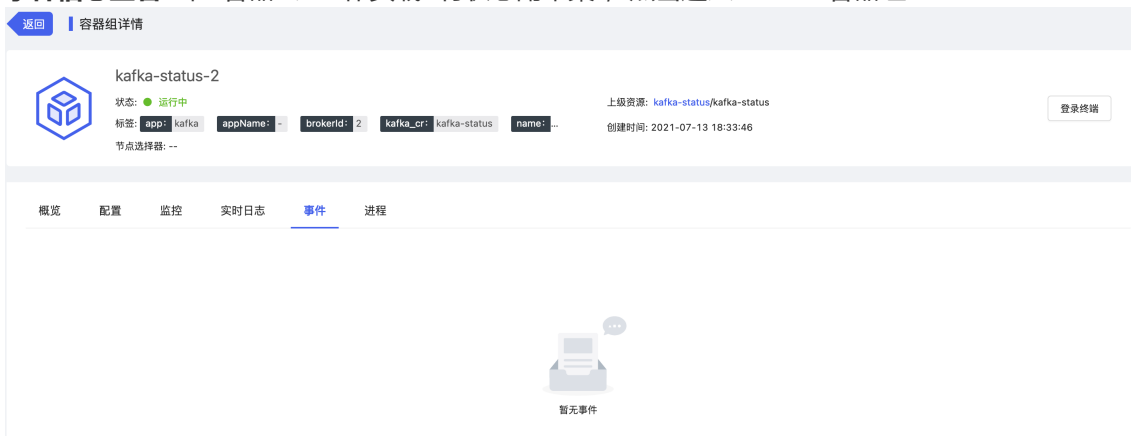 返回 容器组详情
kafka-status-2
状态: 运行中
上级资源: kafka-status/kafka-status
登录终端
标签: app: kafka appName: - brokerId: 2 kafka_cr: kafka-status name: ...
创建时间: 2021-07-13 18:33:46
节点选择器: --
概览 配置 监控 实时日志 事件 进程
暂无事件